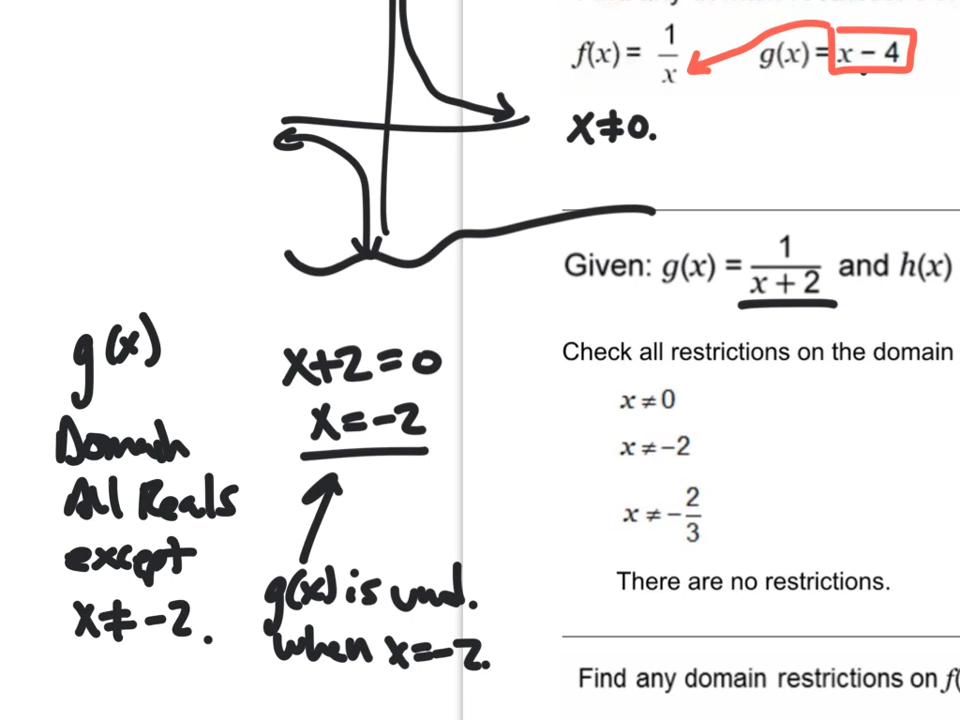 f(x) = 1/x g(x) = x − 4
x≠0.
Given: g(x) = 1/(x + 2) and h(x)
g(x)
x+2=0
Check all restrictions on the domain
x ≠ 0
x=-2
Domain
x ≠ −2
All Reals
x ≠ −2/3
except
g(x) is und.
There are no restrictions.
x≠-2.
when x=-2.
Find any domain restrictions on f(